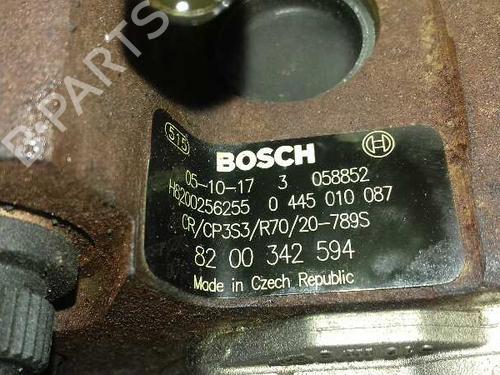 B-PARTS
515
BOSCH
05-10-17 3 058852
H8200256255 0 445 010 087
CR/CP3S3/R70/20-789S
82 00 342 594
Made in Czech Republic